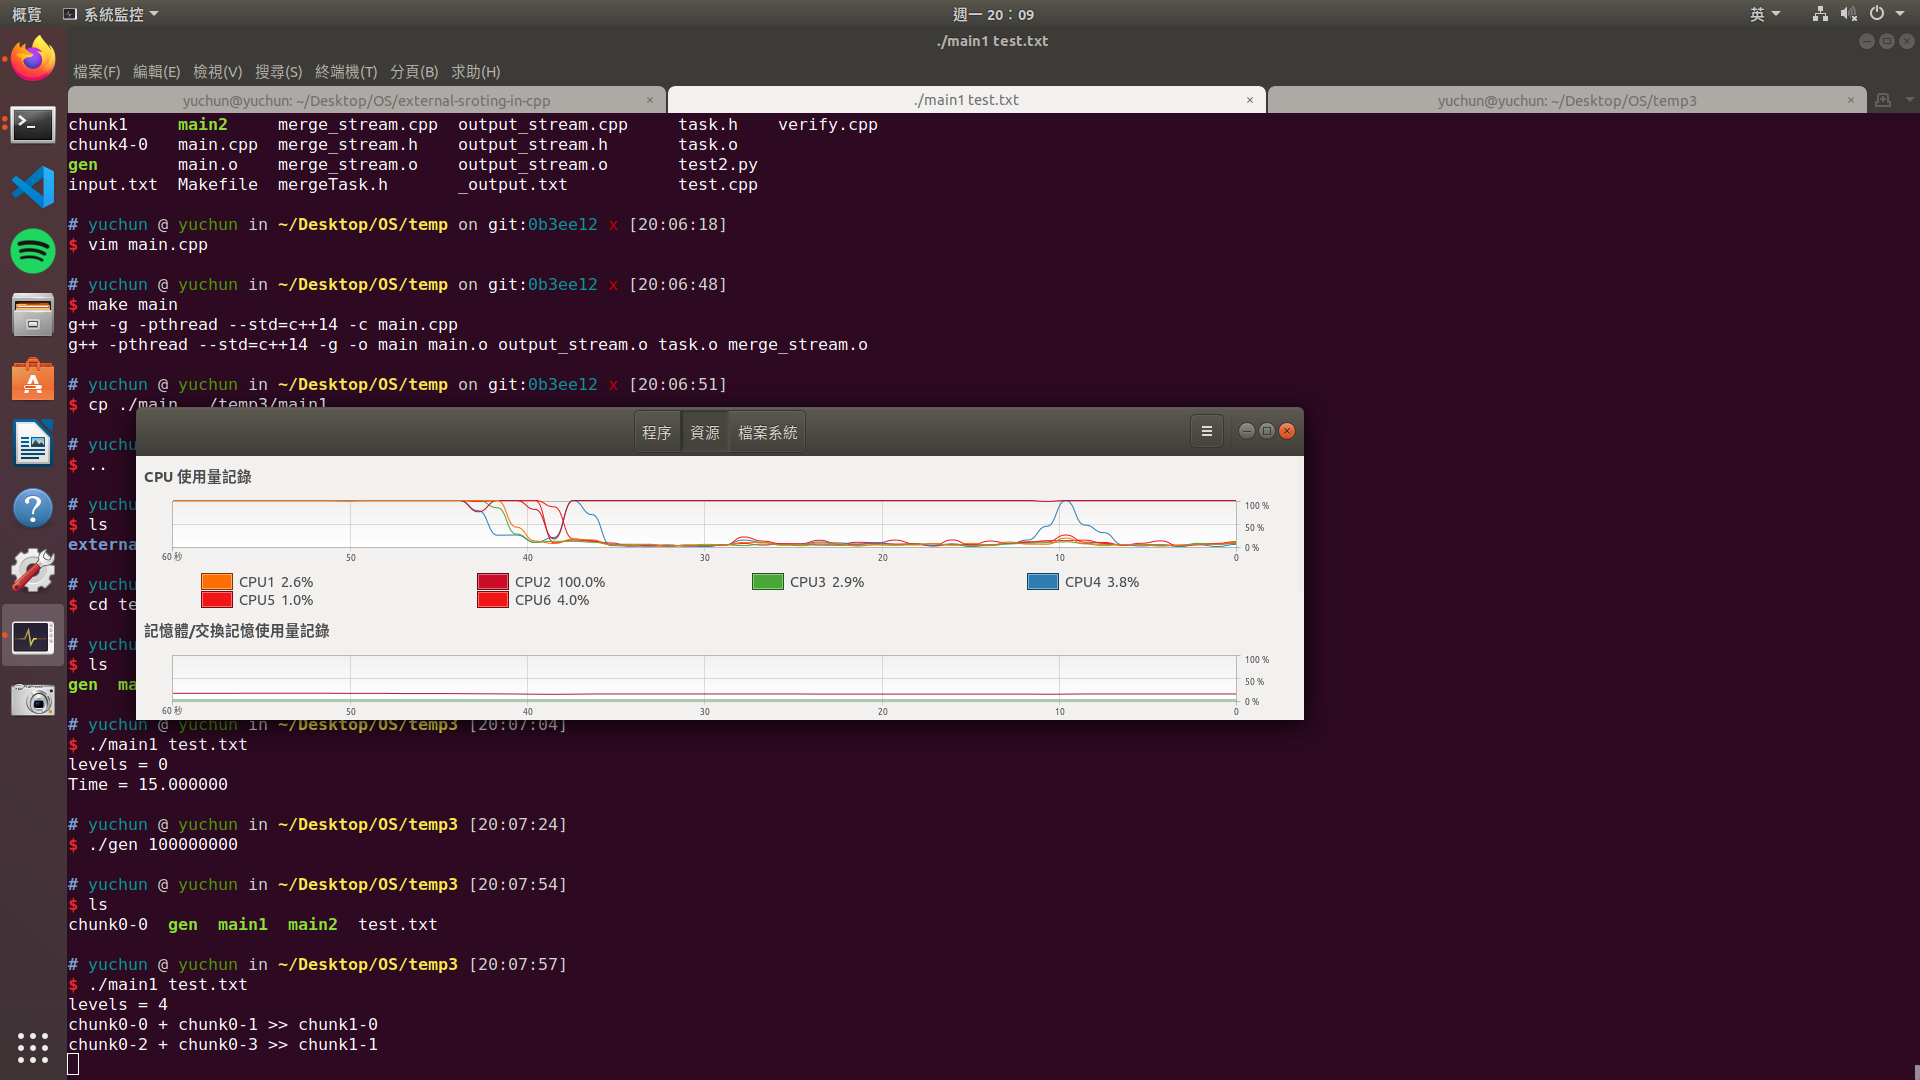 概覽 系統監控 週一 20：09 英
./main1 test.txt
檔案(F) 編輯(E) 檢視(V) 搜尋(S) 終端機(T) 分頁(B) 求助(H)
yuchun@yuchun: ~/Desktop/OS/external-sroting-in-cpp × ./main1 test.txt × yuchun@yuchun: ~/Desktop/OS/temp3 ×
chunk1 main2 merge_stream.cpp output_stream.cpp task.h verify.cpp
chunk4-0 main.cpp merge_stream.h output_stream.h task.o
gen main.o merge_stream.o output_stream.o test2.py
input.txt Makefile mergeTask.h _output.txt test.cpp
# yuchun @ yuchun in ~/Desktop/OS/temp on git:0b3ee12 x [20:06:18]
$ vim main.cpp
# yuchun @ yuchun in ~/Desktop/OS/temp on git:0b3ee12 x [20:06:48]
$ make main
g++ -g -pthread --std=c++14 -c main.cpp
g++ -pthread --std=c++14 -g -o main main.o output_stream.o task.o merge_stream.o
# yuchun @ yuchun in ~/Desktop/OS/temp on git:0b3ee12 x [20:06:51]
$ cp ./main ../temp3/main1
# yuchu
$ ..
# yuchu
$ ls
externa
# yuchu
$ cd te
# yuchu
$ ls
gen ma
程序 資源 檔案系統
CPU 使用量記錄
100 %
50 %
0 %
60 秒 50 40 30 20 10 0
CPU1 2.6% CPU2 100.0% CPU3 2.9% CPU4 3.8%
CPU5 1.0% CPU6 4.0%
記憶體/交換記憶使用量記錄
100 %
50 %
0 %
60 秒 50 40 30 20 10 0
# yuchun @ yuchun in ~/Desktop/OS/temp3 [20:07:04]
$ ./main1 test.txt
levels = 0
Time = 15.000000
# yuchun @ yuchun in ~/Desktop/OS/temp3 [20:07:24]
$ ./gen 100000000
# yuchun @ yuchun in ~/Desktop/OS/temp3 [20:07:54]
$ ls
chunk0-0 gen main1 main2 test.txt
# yuchun @ yuchun in ~/Desktop/OS/temp3 [20:07:57]
$ ./main1 test.txt
levels = 4
chunk0-0 + chunk0-1 >> chunk1-0
chunk0-2 + chunk0-3 >> chunk1-1